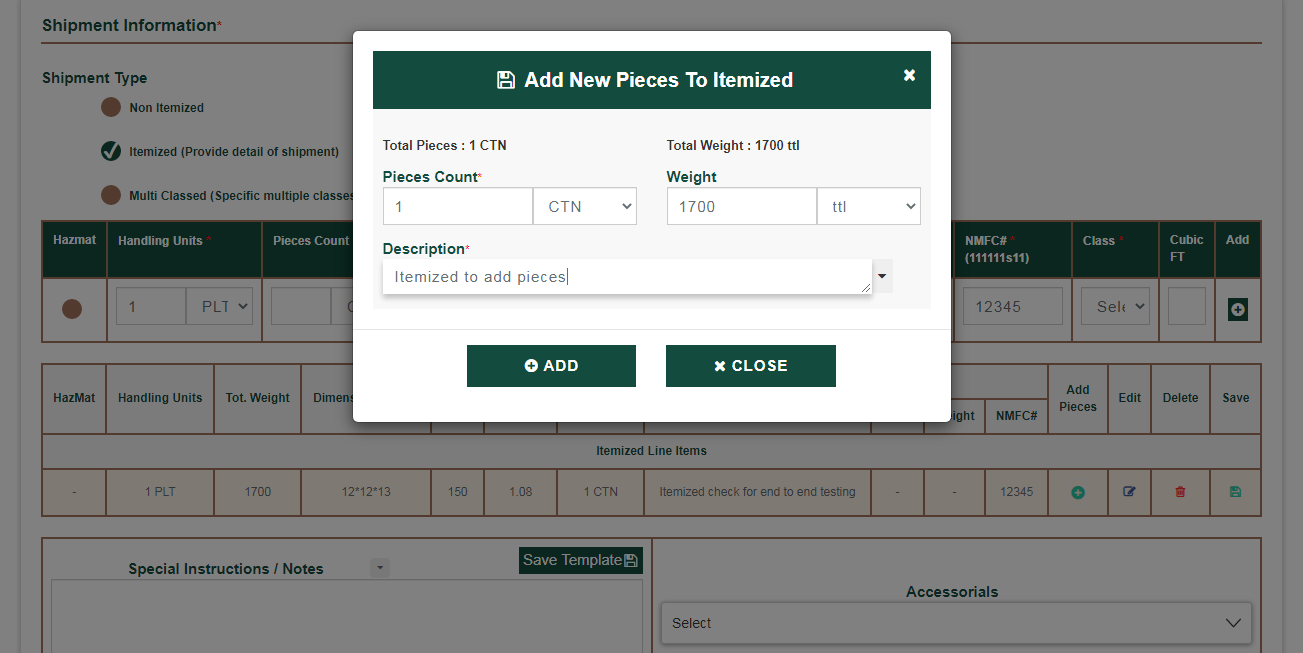 Shipment Information*
Add New Pieces To Itemized
Shipment Type
Non Itemized
Itemized (Provide detail of shipment)
Multi Classed (Specific multiple classes
Total Pieces : 1 CTN
Total Weight : 1700 ttl
Pieces Count*
Weight
1
CTN
1700
ttl
Description*
Itemized to add pieces
ADD
CLOSE
Hazmat
Handling Units *
Pieces Count
NMFC# *
(111111s11)
Class *
Cubic
FT
Add
1
PLT
12345
Sele
HazMat
Handling Units
Tot. Weight
Dimens
ight
NMFC#
Add
Pieces
Edit
Delete
Save
Itemized Line Items
-
1 PLT
1700
12*12*13
150
1.08
1 CTN
Itemized check for end to end testing
-
-
12345
Special Instructions / Notes
Save Template
Accessorials
Select